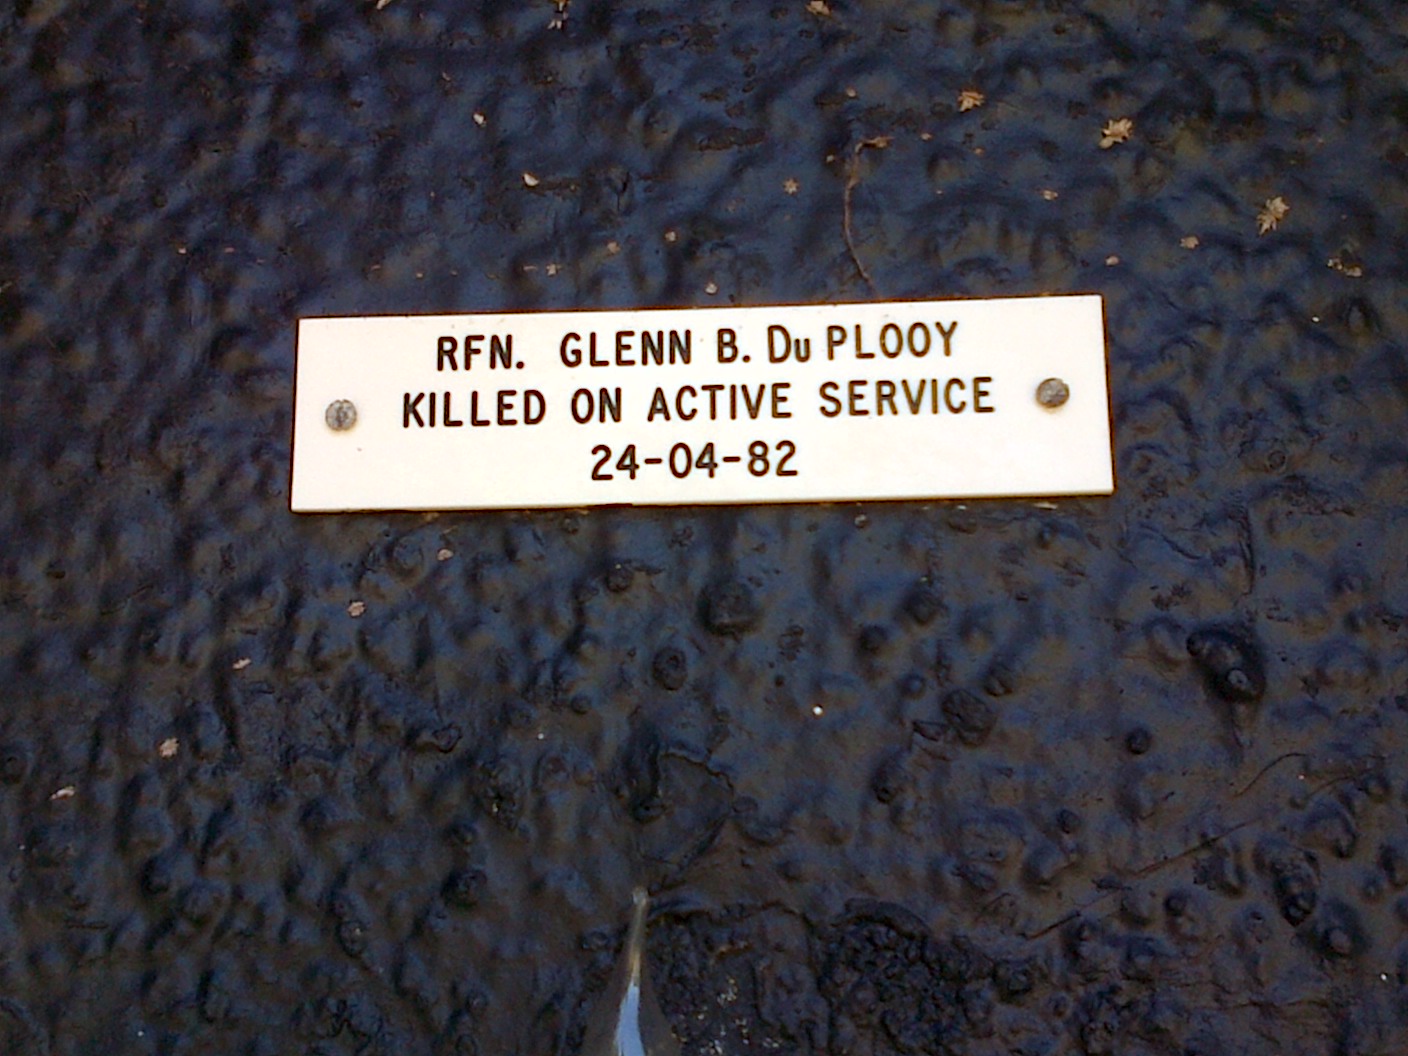 RFN. GLENN B. Du PLOOY
KILLED ON ACTIVE SERVICE
24-04-82